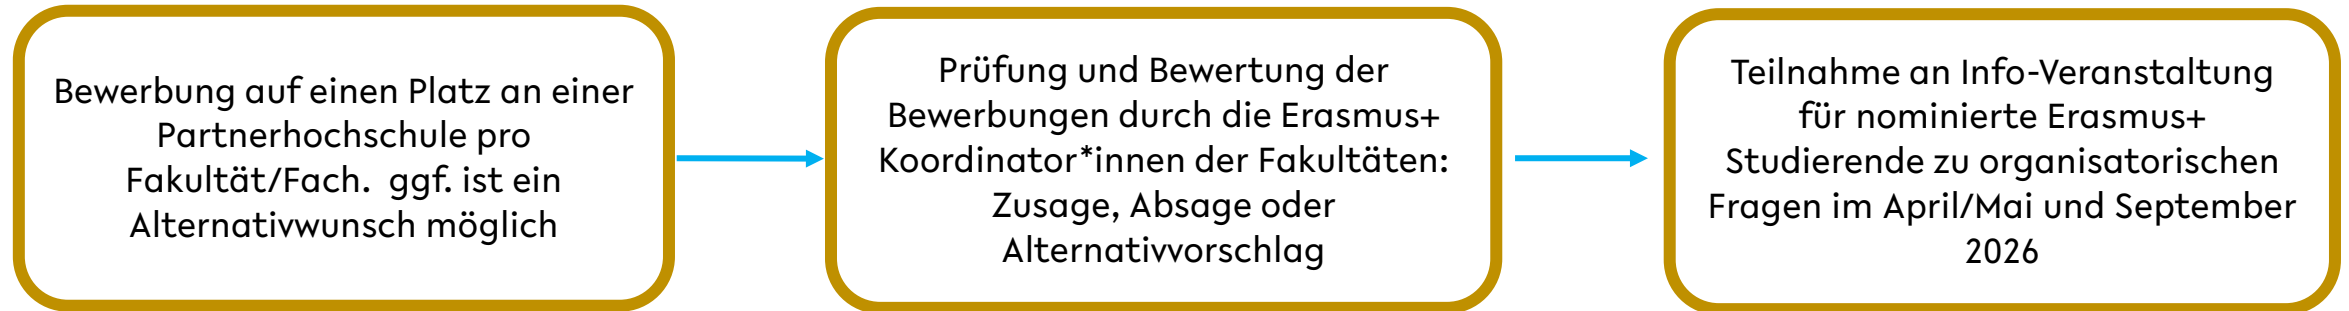 Bewerbung auf einen Platz an einer
Partnerhochschule pro
Fakultät/Fach.  ggf. ist ein
Alternativwunsch möglich
Prüfung und Bewertung der
Bewerbungen durch die Erasmus+
Koordinator*innen der Fakultäten:
Zusage, Absage oder
Alternativvorschlag
Teilnahme an Info-Veranstaltung
für nominierte Erasmus+
Studierende zu organisatorischen
Fragen im April/Mai und September
2026